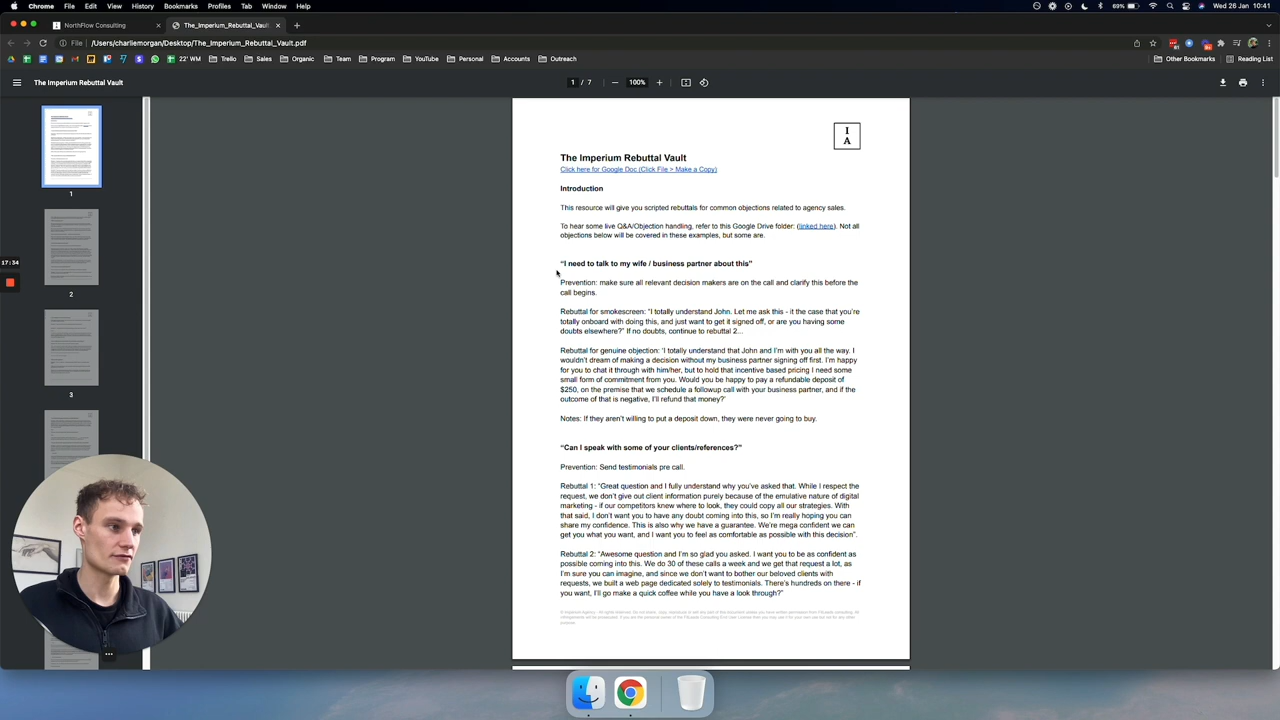 Chrome File Edit View History Bookmarks Profiles Tab Window Help 69% Wed 26 Jan 10:41
NorthFlow Consulting The_Imperium_Rebuttal_Vault
File /Users/charliemorgan/Desktop/The_Imperium_Rebuttal_Vault.pdf
22' WM Trello Sales Organic Team Program YouTube Personal Accounts Outreach Other Bookmarks Reading List
The Imperium Rebuttal Vault 1 / 7 100%
I
A
The Imperium Rebuttal Vault
Click here for Google Doc (Click File > Make a Copy)
Introduction
This resource will give you scripted rebuttals for common objections related to agency sales.
To hear some live Q&A/Objection handling, refer to this Google Drive folder: (linked here). Not all
objections below will be covered in these examples, but some are.
“I need to talk to my wife / business partner about this”
Prevention: make sure all relevant decision makers are on the call and clarify this before the
call begins.
Rebuttal for smokescreen: “I totally understand John. Let me ask this - it the case that you’re
totally onboard with doing this, and just want to get it signed off, or are you having some
doubts elsewhere?” If no doubts, continue to rebuttal 2...
Rebuttal for genuine objection: ‘I totally understand that John and I’m with you all the way. I
wouldn’t dream of making a decision without my business partner signing off first. I’m happy
for you to chat it through with him/her, but to hold that incentive based pricing I need some
small form of commitment from you. Would you be happy to pay a refundable deposit of
$250, on the premise that we schedule a followup call with your business partner, and if the
outcome of that is negative, I’ll refund that money?’
Notes: If they aren’t willing to put a deposit down, they were never going to buy.
“Can I speak with some of your clients/references?”
Prevention: Send testimonials pre call.
Rebuttal 1: “Great question and I fully understand why you’ve asked that. While I respect the
request, we don’t give out client information purely because of the emulative nature of digital
marketing - if our competitors knew where to look, they could copy all our strategies. With
that said, I don’t want you to have any doubt coming into this, so I’m really hoping you can
share my confidence. This is also why we have a guarantee. We’re mega confident we can
get you what you want, and I want you to feel as comfortable as possible with this decision”.
Rebuttal 2: “Awesome question and I’m so glad you asked. I want you to be as confident as
possible coming into this. We do 30 of these calls a week and we get that request a lot, as
I’m sure you can imagine, and since we don’t want to bother our beloved clients with
requests, we built a web page dedicated solely to testimonials. There’s hundreds on there - if
you want, I’ll go make a quick coffee while you have a look through?”
1
2
3
17:34